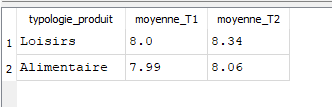 typologie_produit moyenne_T1 moyenne_T2
1 Loisirs 8.0 8.34
2 Alimentaire 7.99 8.06